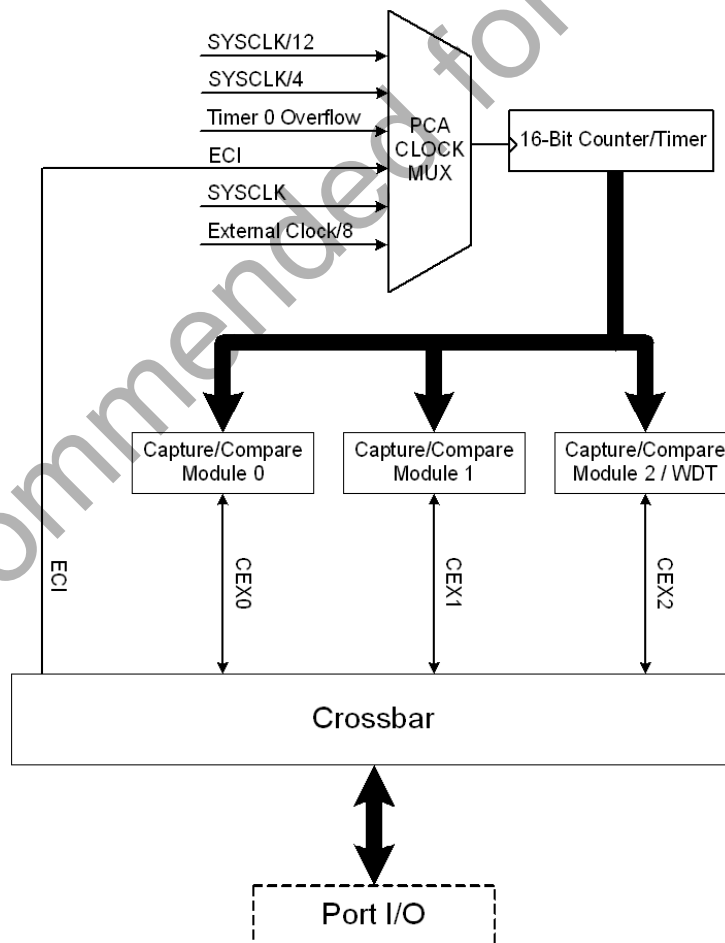 SYSCLK/12
SYSCLK/4
Timer 0 Overflow
ECI
SYSCLK
External Clock/8
PCA
CLOCK
MUX
16-Bit Counter/Timer
Capture/Compare
Module 0
Capture/Compare
Module 1
Capture/Compare
Module 2 / WDT
ECI
CEX0
CEX1
CEX2
Crossbar
Port I/O
ommended for